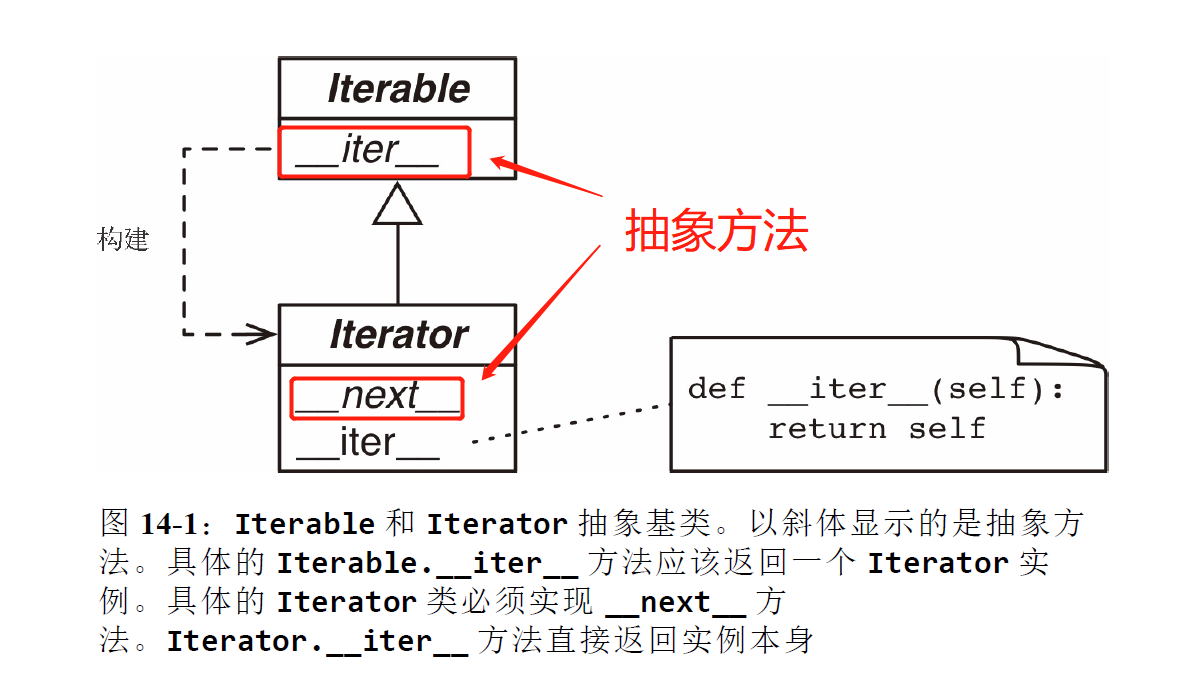 Iterable
__iter__
抽象方法
构建
Iterator
__next__
__iter__
def __iter__(self):
return self
图 14-1：Iterable 和 Iterator 抽象基类。以斜体显示的是抽象方
法。具体的 Iterable.__iter__ 方法应该返回一个 Iterator 实
例。具体的 Iterator 类必须实现 __next__ 方
法。Iterator.__iter__ 方法直接返回实例本身